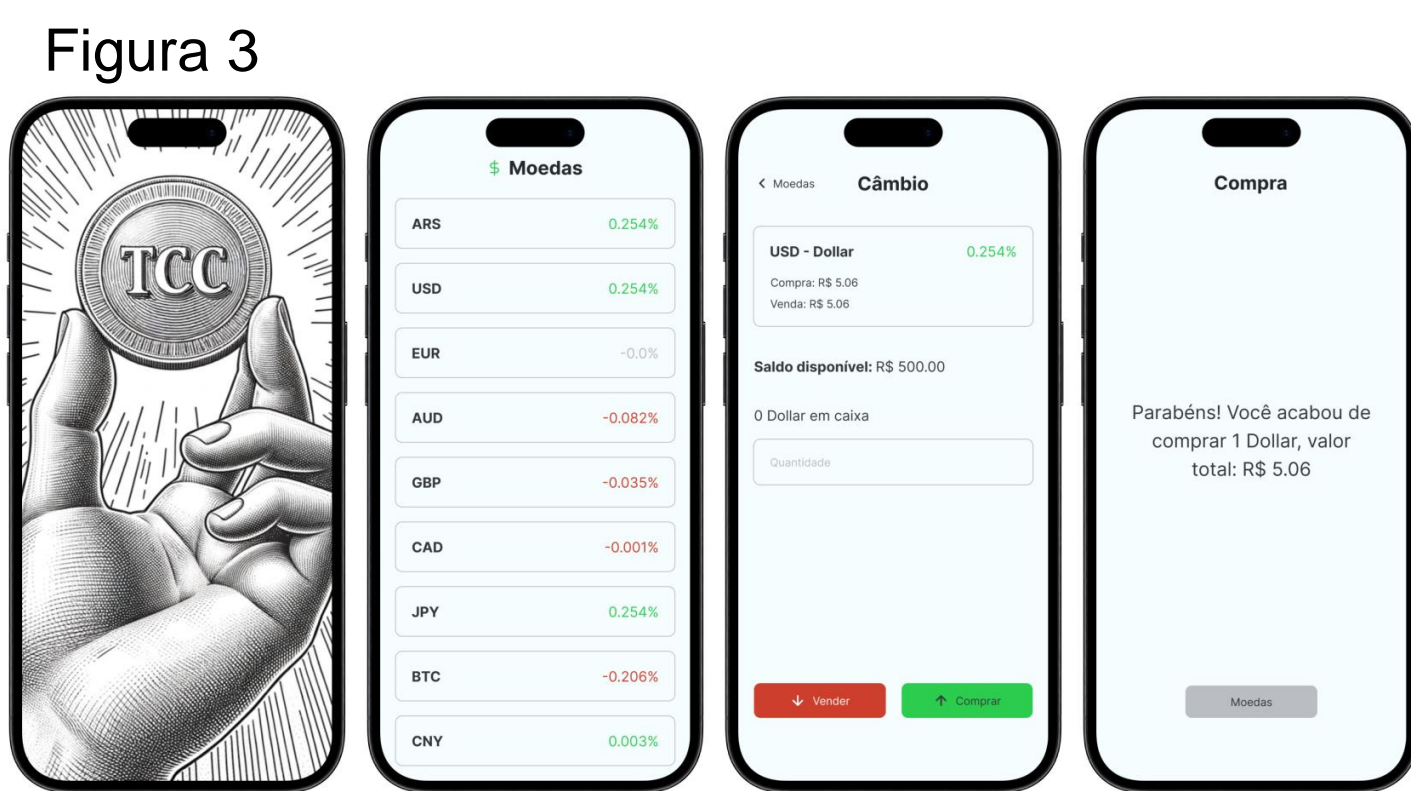 Figura 3
TCC
$ Moedas
ARS 0.254%
USD 0.254%
EUR -0.0%
AUD -0.082%
GBP -0.035%
CAD -0.001%
JPY 0.254%
BTC -0.206%
CNY 0.003%
Moedas Câmbio
USD - Dollar 0.254%
Compra: R$ 5.06
Venda: R$ 5.06
Saldo disponível: R$ 500.00
0 Dollar em caixa
Quantidade
Vender Comprar
Compra
Parabéns! Você acabou de
comprar 1 Dollar, valor
total: R$ 5.06
Moedas